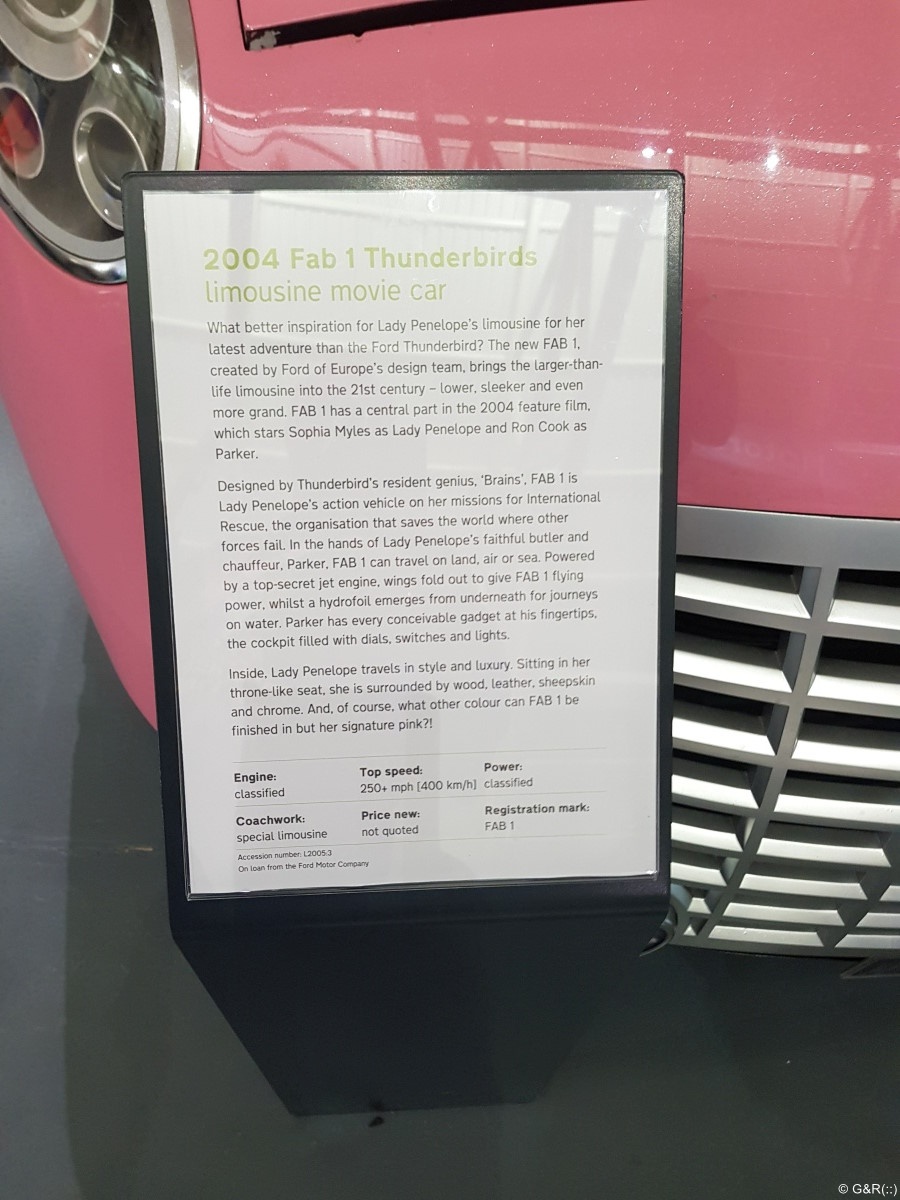 2004 Fab 1 Thunderbirds
limousine movie car
What better inspiration for Lady Penelope's limousine for her
latest adventure than the Ford Thunderbird? The new FAB 1,
created by Ford of Europe's design team, brings the larger-than-
life limousine into the 21st century – lower, sleeker and even
more grand. FAB 1 has a central part in the 2004 feature film,
which stars Sophia Myles as Lady Penelope and Ron Cook as
Parker.
Designed by Thunderbird's resident genius, 'Brains', FAB 1 is
Lady Penelope's action vehicle on her missions for International
Rescue, the organisation that saves the world where other
forces fail. In the hands of Lady Penelope's faithful butler and
chauffeur, Parker, FAB 1 can travel on land, air or sea. Powered
by a top-secret jet engine, wings fold out to give FAB 1 flying
power, whilst a hydrofoil emerges from underneath for journeys
on water. Parker has every conceivable gadget at his fingertips,
the cockpit filled with dials, switches and lights.
Inside, Lady Penelope travels in style and luxury. Sitting in her
throne-like seat, she is surrounded by wood, leather, sheepskin
and chrome. And, of course, what other colour can FAB 1 be
finished in but her signature pink?!
Engine: Top speed: Power:
classified 250+ mph [400 km/h] classified
Coachwork: Price new: Registration mark:
special limousine not quoted FAB 1
Accession number: L2005:3
On loan from the Ford Motor Company
© G&R(::)